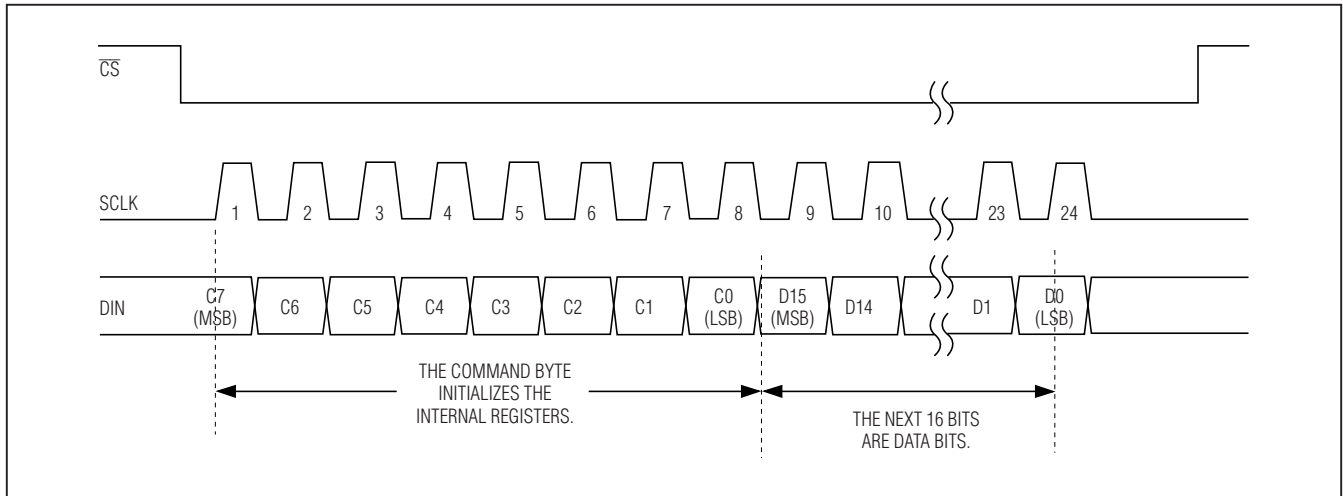 CS
SCLK
1 2 3 4 5 6 7 8 9 10 23 24
DIN
C7 (MSB) C6 C5 C4 C3 C2 C1 C0 (LSB) D15 (MSB) D14 D1 D0 (LSB)
THE COMMAND BYTE
INITIALIZES THE
INTERNAL REGISTERS.
THE NEXT 16 BITS
ARE DATA BITS.